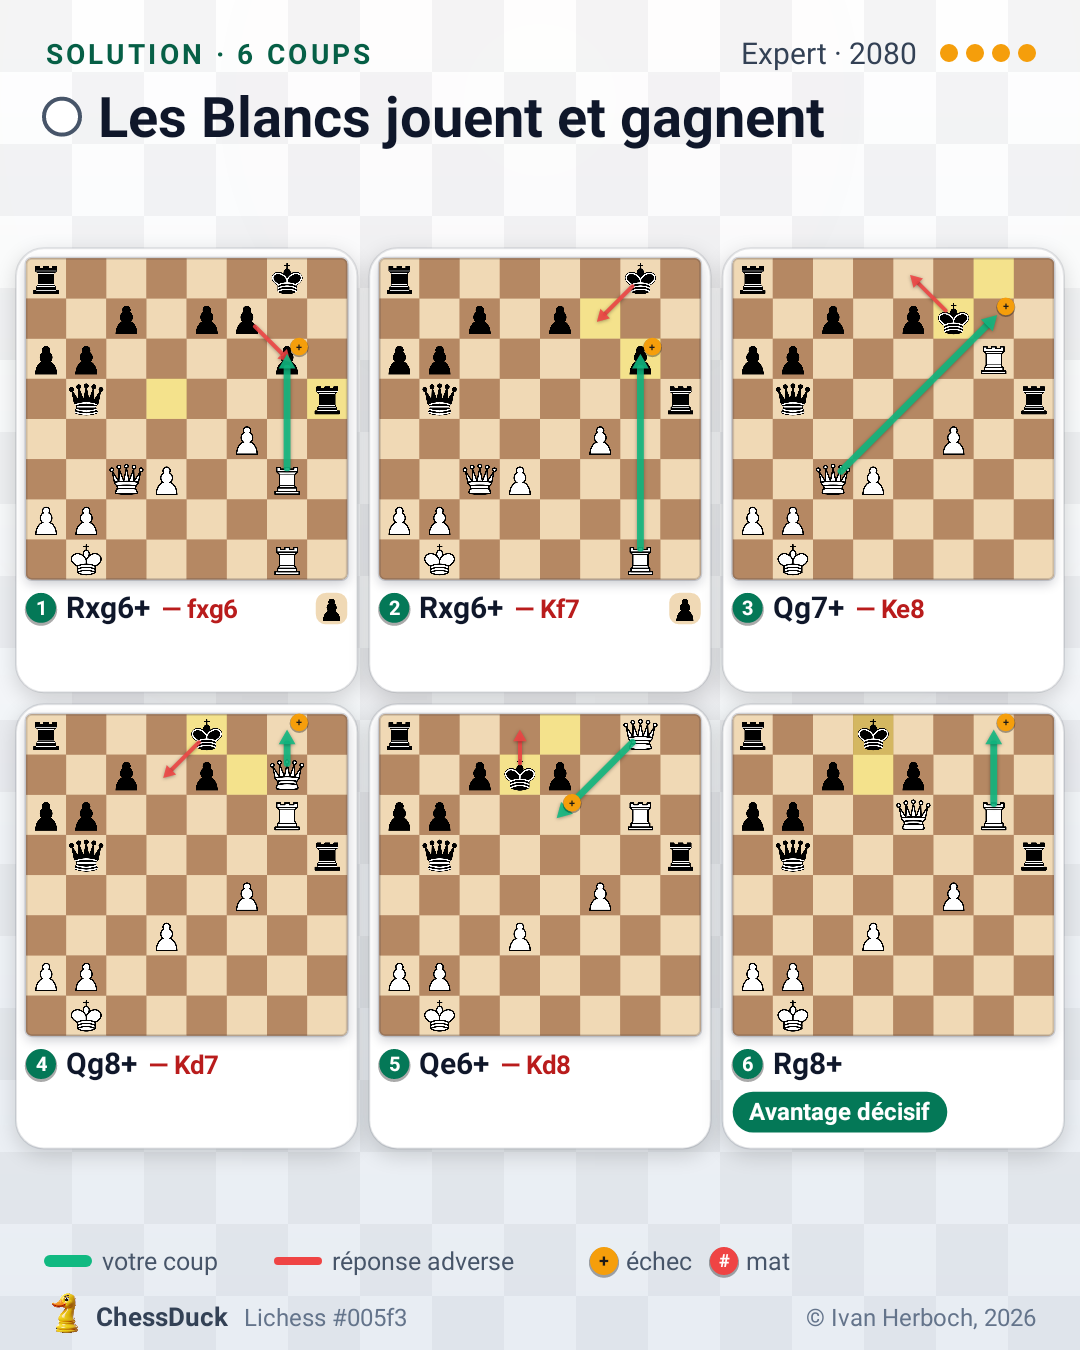 SOLUTION · 6 COUPS
Expert · 2080
Les Blancs jouent et gagnent
1 Rxg6+ – fxg6
2 Rxg6+ – Kf7
3 Qg7+ – Ke8
4 Qg8+ – Kd7
5 Qe6+ – Kd8
6 Rg8+
Avantage décisif
votre coup
réponse adverse
+ échec
# mat
ChessDuck Lichess #005f3
© Ivan Herboch, 2026